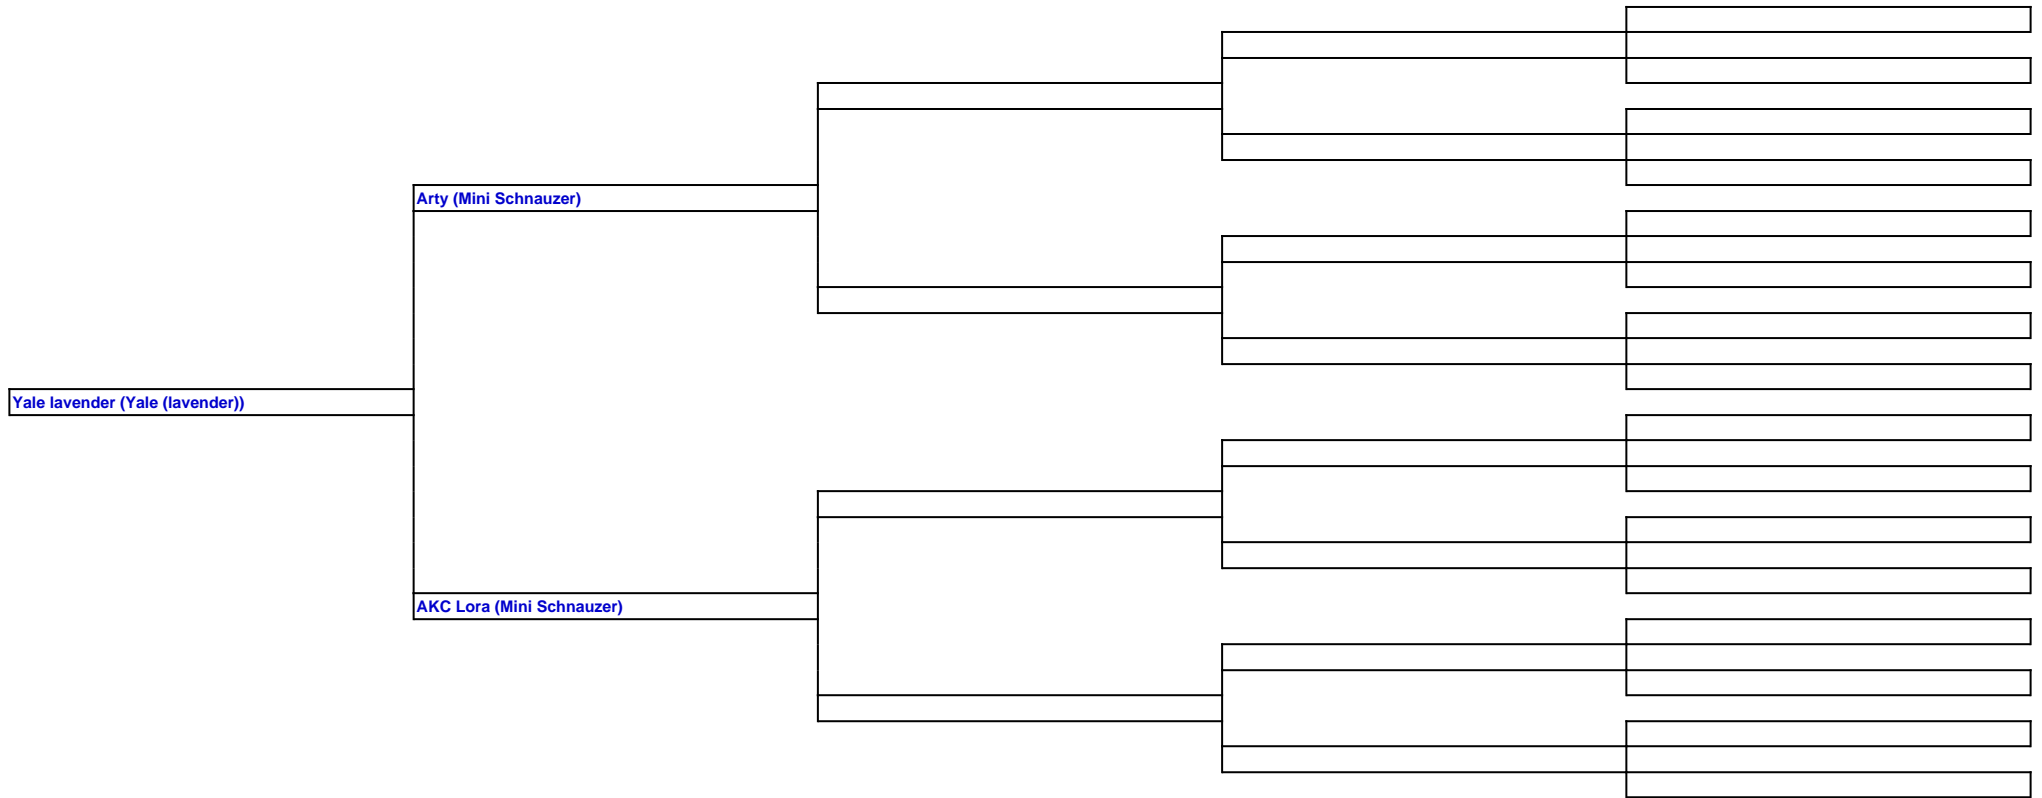 Arty (Mini Schnauzer)
Yale lavender (Yale (lavender))
AKC Lora (Mini Schnauzer)